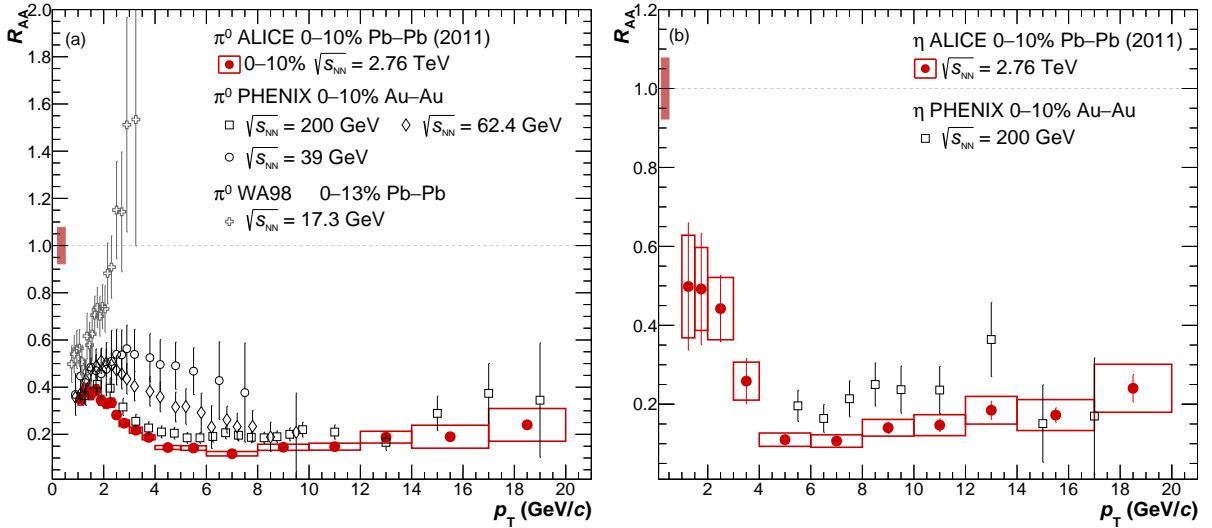 R_AA
(a)
π⁰ ALICE 0–10% Pb–Pb (2011)
0–10% √s_NN = 2.76 TeV
π⁰ PHENIX 0–10% Au–Au
√s_NN = 200 GeV √s_NN = 62.4 GeV
√s_NN = 39 GeV
π⁰ WA98 0–13% Pb–Pb
√s_NN = 17.3 GeV
2.0
1.8
1.6
1.4
1.2
1.0
0.8
0.6
0.4
0.2
0 2 4 6 8 10 12 14 16 18 20
p_T (GeV/c)
R_AA
(b)
η ALICE 0–10% Pb–Pb (2011)
√s_NN = 2.76 TeV
η PHENIX 0–10% Au–Au
√s_NN = 200 GeV
1.2
1.0
0.8
0.6
0.4
0.2
2 4 6 8 10 12 14 16 18 20
p_T (GeV/c)